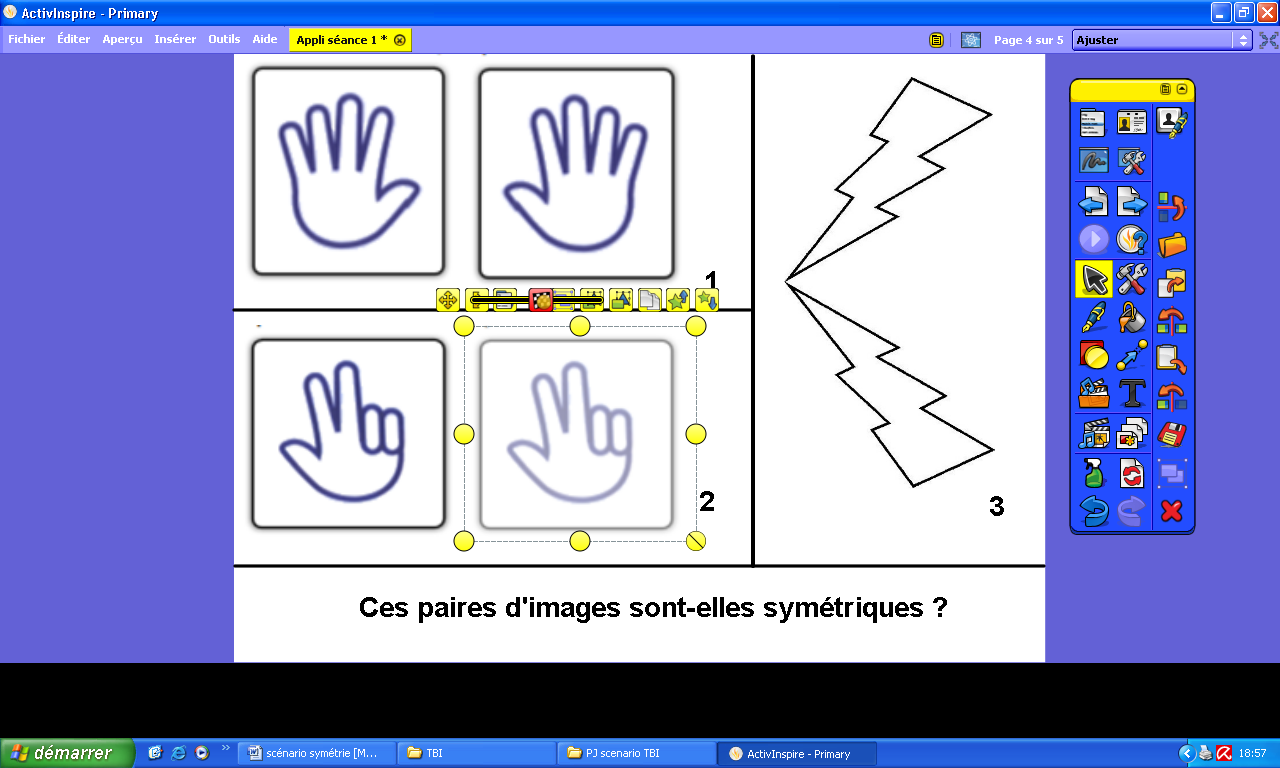 ActivInspire - Primary
Fichier Éditer Aperçu Insérer Outils Aide Appli séance 1 * Page 4 sur 5 Ajuster
1
2
3
Ces paires d'images sont-elles symétriques ?
démarrer scénario symétrie [M... TBI PJ scenario TBI ActivInspire - Primary 18:57